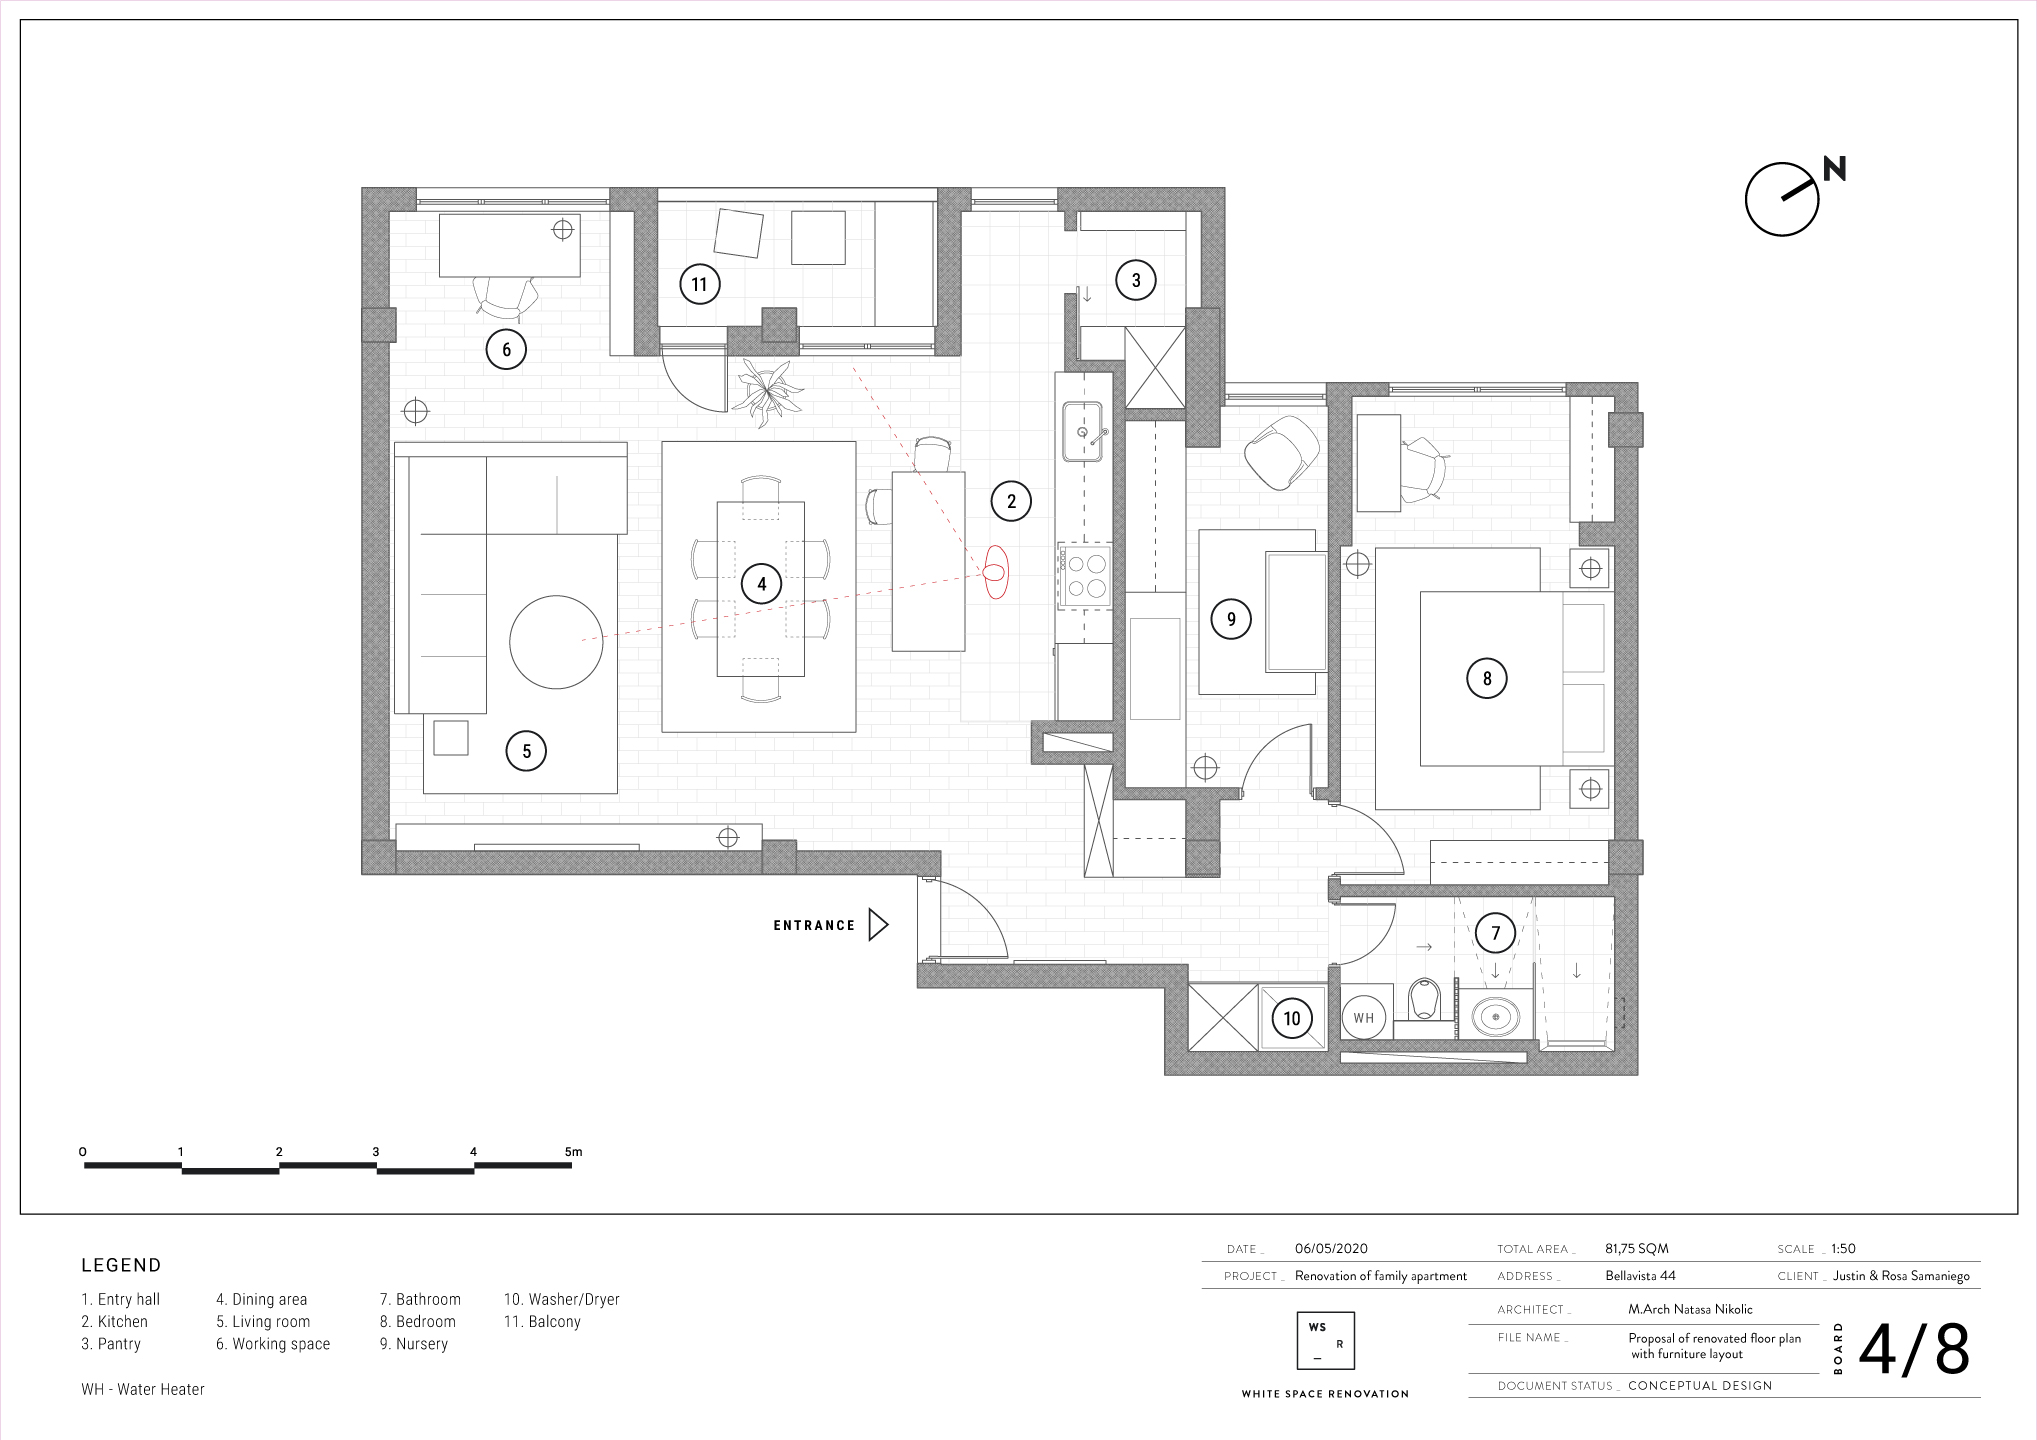 N
11
3
6
2
4
9
8
5
ENTRANCE
7
10
WH
0 1 2 3 4 5m
LEGEND
1. Entry hall
2. Kitchen
3. Pantry
4. Dining area
5. Living room
6. Working space
7. Bathroom
8. Bedroom
9. Nursery
10. Washer/Dryer
11. Balcony
WH - Water Heater
DATE _ 06/05/2020 TOTAL AREA _ 81,75 SQM SCALE _ 1:50
PROJECT _ Renovation of family apartment ADDRESS _ Bellavista 44 CLIENT _ Justin & Rosa Samaniego
WS
R
_
WHITE SPACE RENOVATION
ARCHITECT _ M.Arch Natasa Nikolic
FILE NAME _ Proposal of renovated floor plan
with furniture layout
DOCUMENT STATUS _ CONCEPTUAL DESIGN
BOARD 4/8